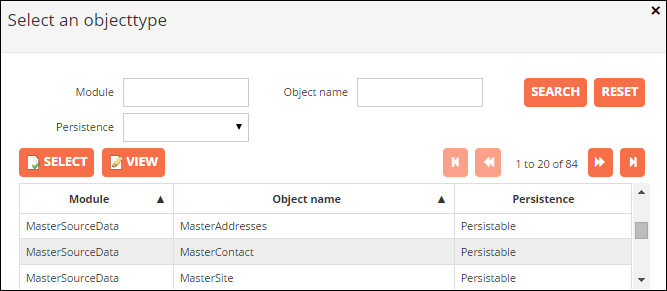 Select an objecttype
Module Object name SEARCH RESET
Persistence
SELECT VIEW 1 to 20 of 84
Module Object name Persistence
MasterSourceData MasterAddresses Persistable
MasterSourceData MasterContact Persistable
MasterSourceData MasterSite Persistable